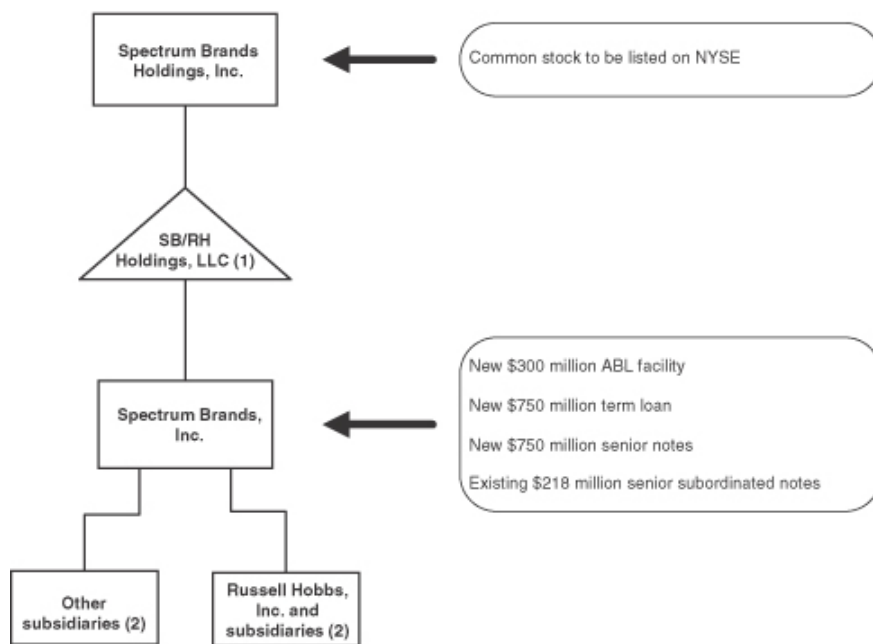 Spectrum Brands
Holdings, Inc.
Common stock to be listed on NYSE
SB/RH
Holdings, LLC (1)
Spectrum Brands,
Inc.
New $300 million ABL facility
New $750 million term loan
New $750 million senior notes
Existing $218 million senior subordinated notes
Other
subsidiaries (2)
Russell Hobbs,
Inc. and
subsidiaries (2)